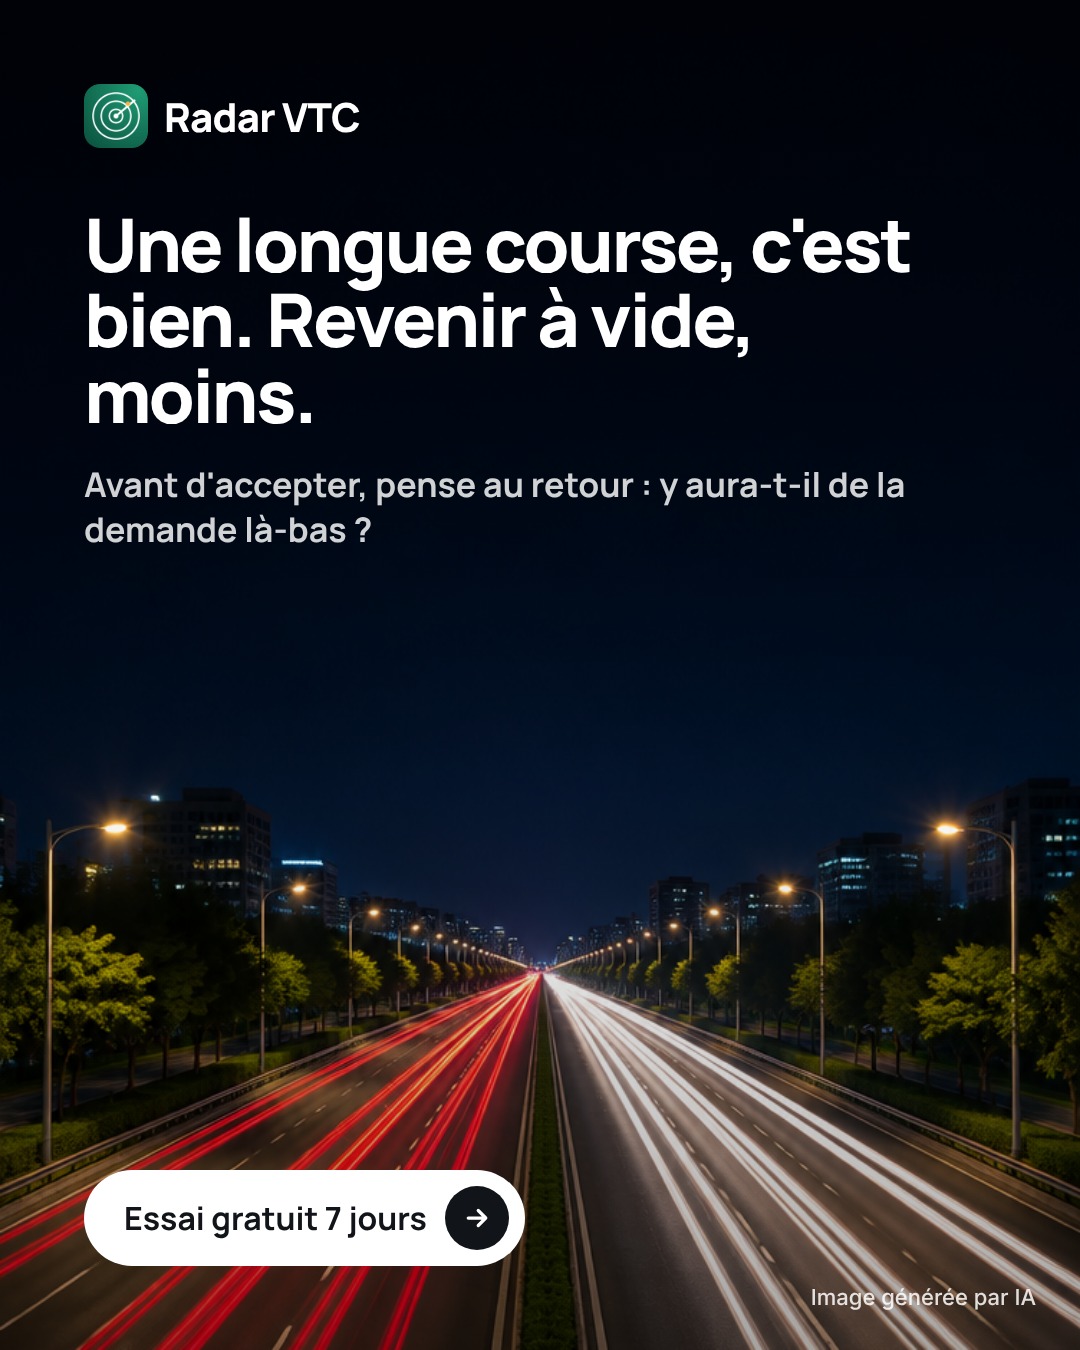 Radar VTC
Une longue course, c'est
bien. Revenir à vide,
moins.
Avant d'accepter, pense au retour : y aura-t-il de la
demande là-bas ?
Essai gratuit 7 jours
Image générée par IA